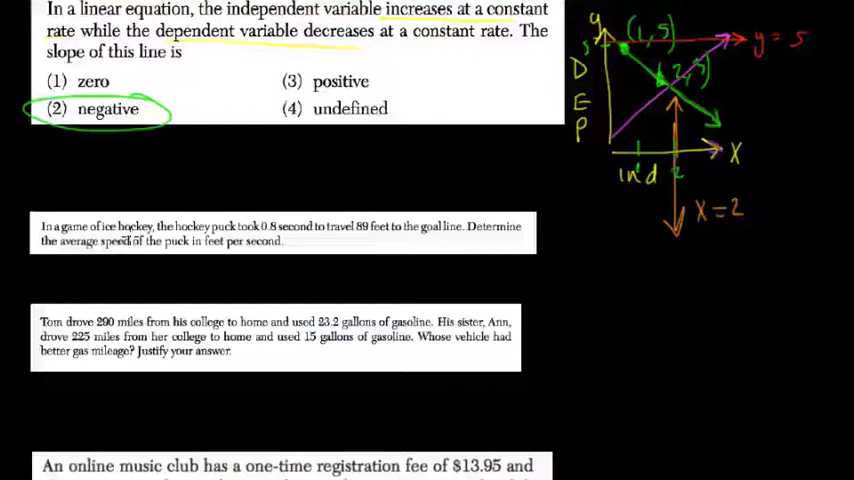 In a linear equation, the independent variable increases at a constant
rate while the dependent variable decreases at a constant rate. The
slope of this line is
(1) zero (3) positive
(2) negative (4) undefined
y
(1,5)
5
y = 5
D
E
P
X
ind
2
X=2
In a game of ice hockey, the hockey puck took 0.8 second to travel 89 feet to the goal line. Determine
the average speed of the puck in feet per second.
Tom drove 290 miles from his college to home and used 23.2 gallons of gasoline. His sister, Ann,
drove 225 miles from her college to home and used 15 gallons of gasoline. Whose vehicle had
better gas mileage? Justify your answer.
An online music club has a one-time registration fee of $13.95 and